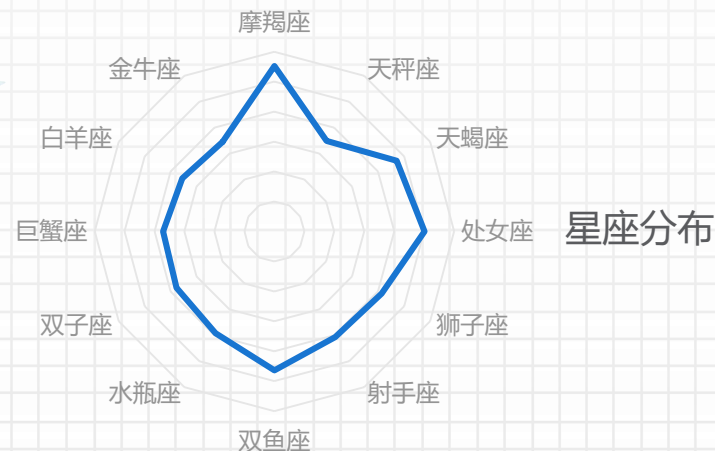 摩羯座
金牛座
天秤座
白羊座
天蝎座
巨蟹座
处女座
星座分布
双子座
狮子座
水瓶座
射手座
双鱼座